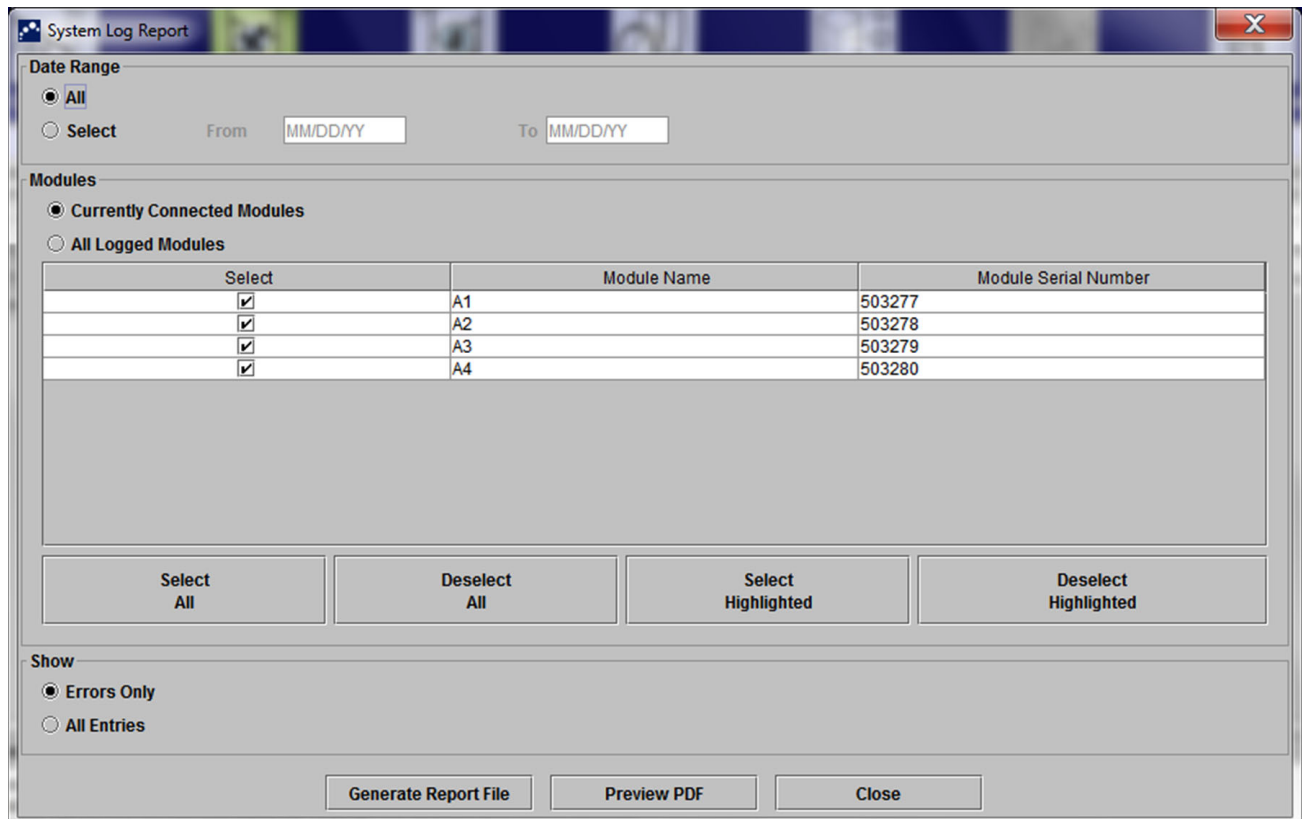 System Log Report
Date Range
All
Select From MM/DD/YY To MM/DD/YY
Modules
Currently Connected Modules
All Logged Modules
Select Module Name Module Serial Number
A1 503277
A2 503278
A3 503279
A4 503280
Select All Deselect All Select Highlighted Deselect Highlighted
Show
Errors Only
All Entries
Generate Report File Preview PDF Close